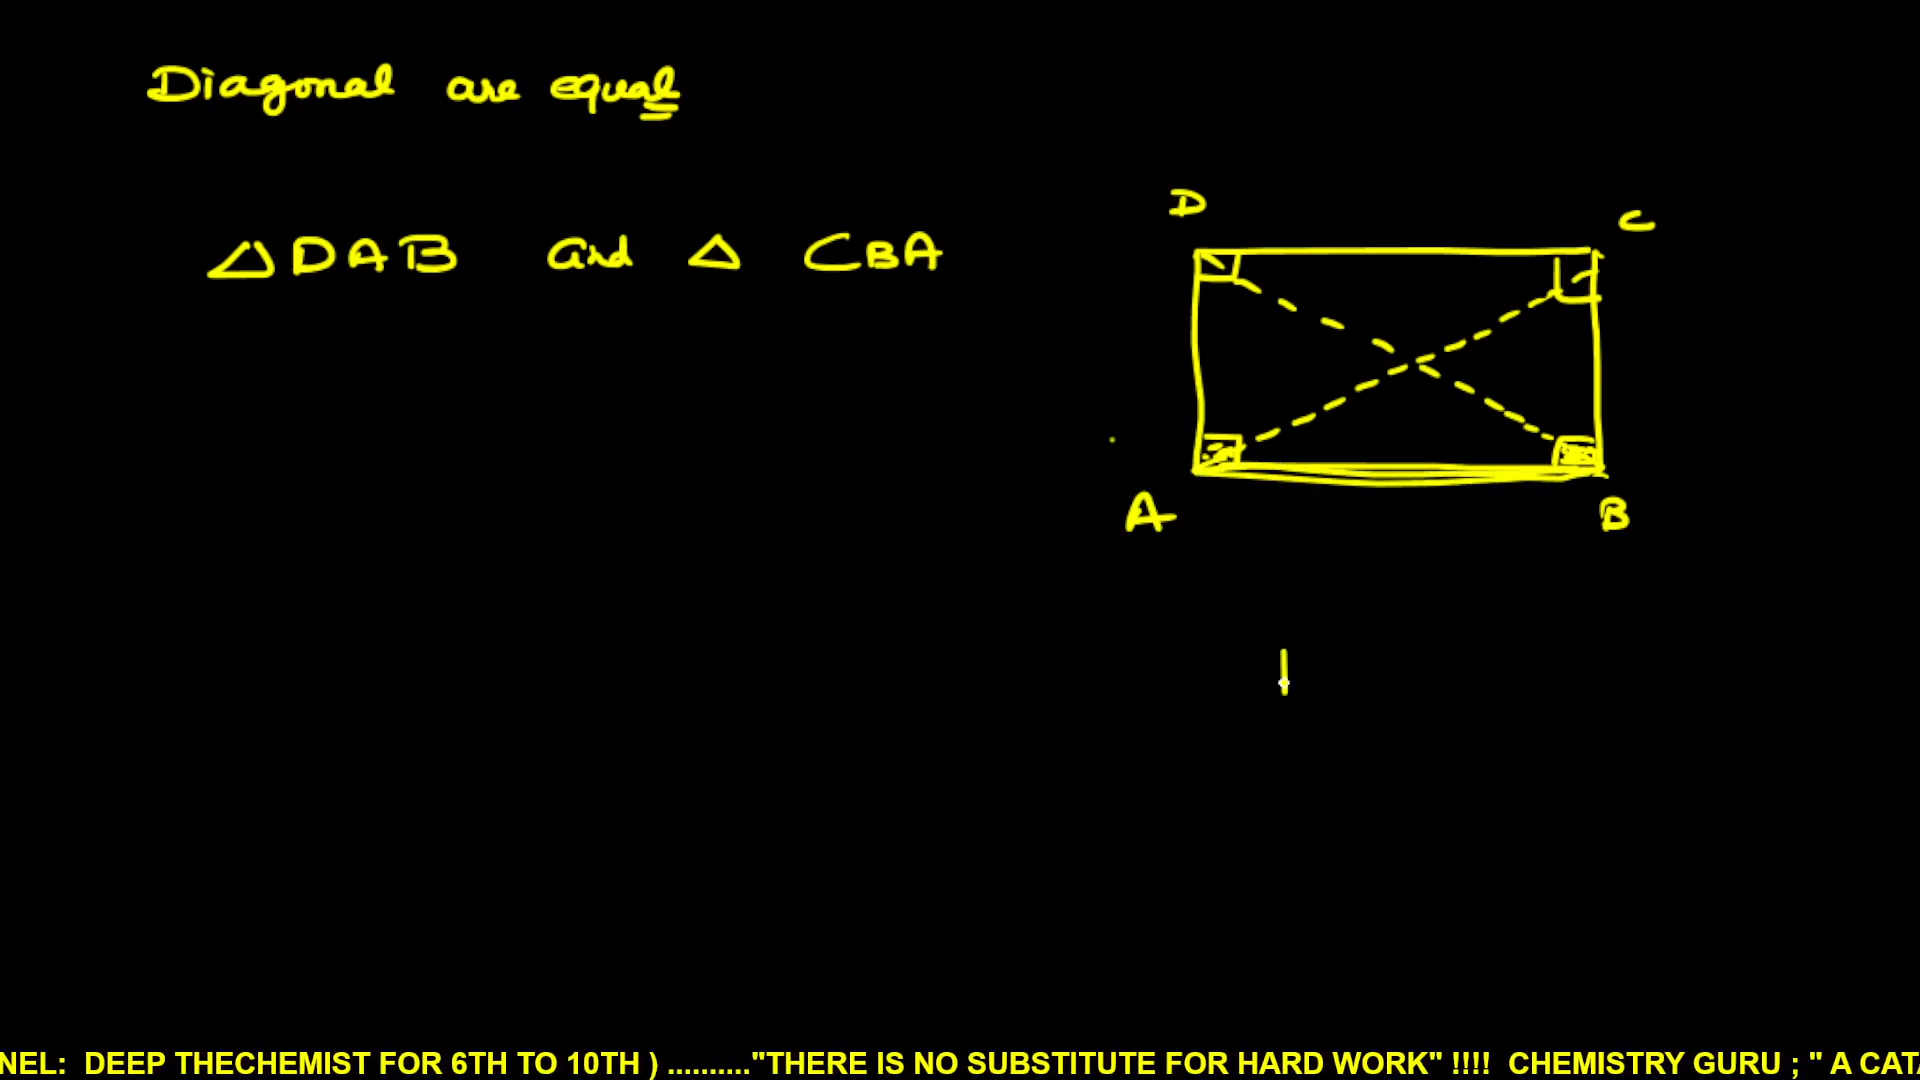 Diagonal are equal
△DAB and △ CBA
D
C
A
B
NEL: DEEP THECHEMIST FOR 6TH TO 10TH ) .........."THERE IS NO SUBSTITUTE FOR HARD WORK" !!!! CHEMISTRY GURU ; " A CATA